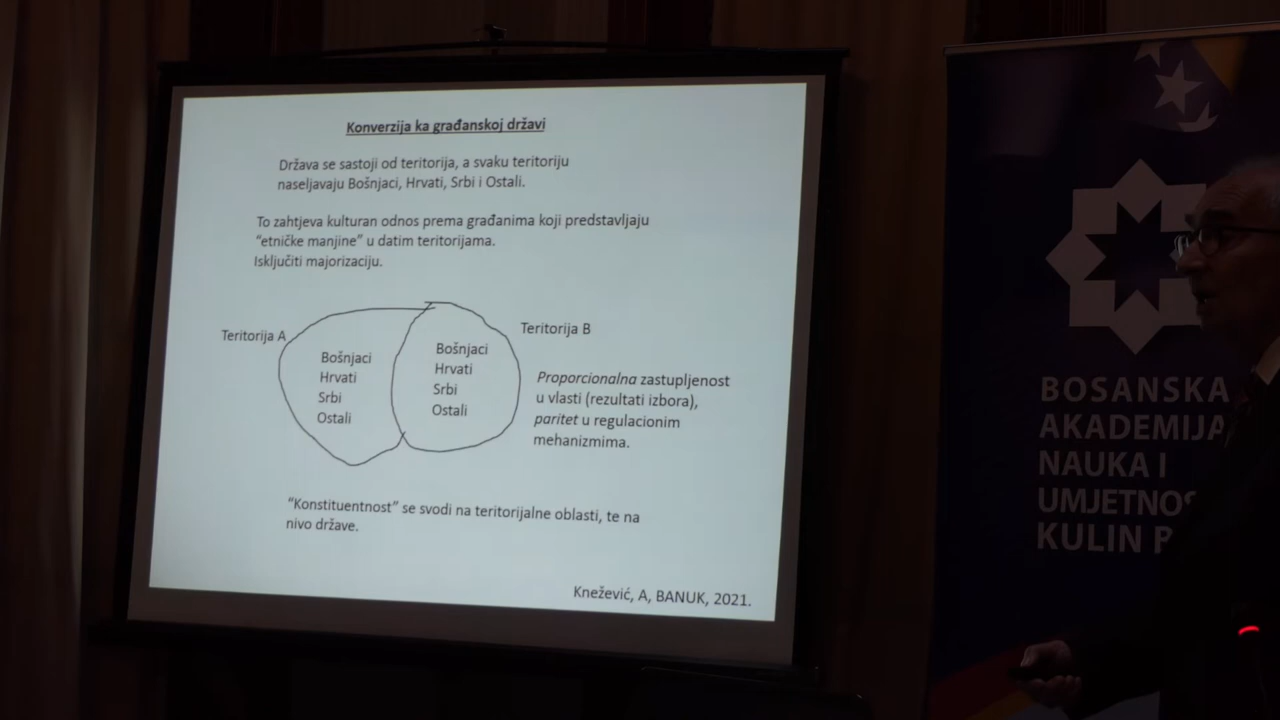 Konverzija ka građanskoj državi
Država se sastoji od teritorija, a svaku teritoriju
naseljavaju Bošnjaci, Hrvati, Srbi i Ostali.
To zahtjeva kulturan odnos prema građanima koji predstavljaju
“etničke manjine” u datim teritorijama.
Isključiti majorizaciju.
Teritorija A
Bošnjaci
Hrvati
Srbi
Ostali
Bošnjaci
Hrvati
Srbi
Ostali
Teritorija B
Proporcionalna zastupljenost
u vlasti (rezultati izbora),
paritet u regulacionim
mehanizmima.
“Konstituentnost” se svodi na teritorijalne oblasti, te na
nivo države.
Knežević, A, BANUK, 2021.
BOSANSKA
AKADEMIJA
NAUKA I
UMJETNOS
KULIN